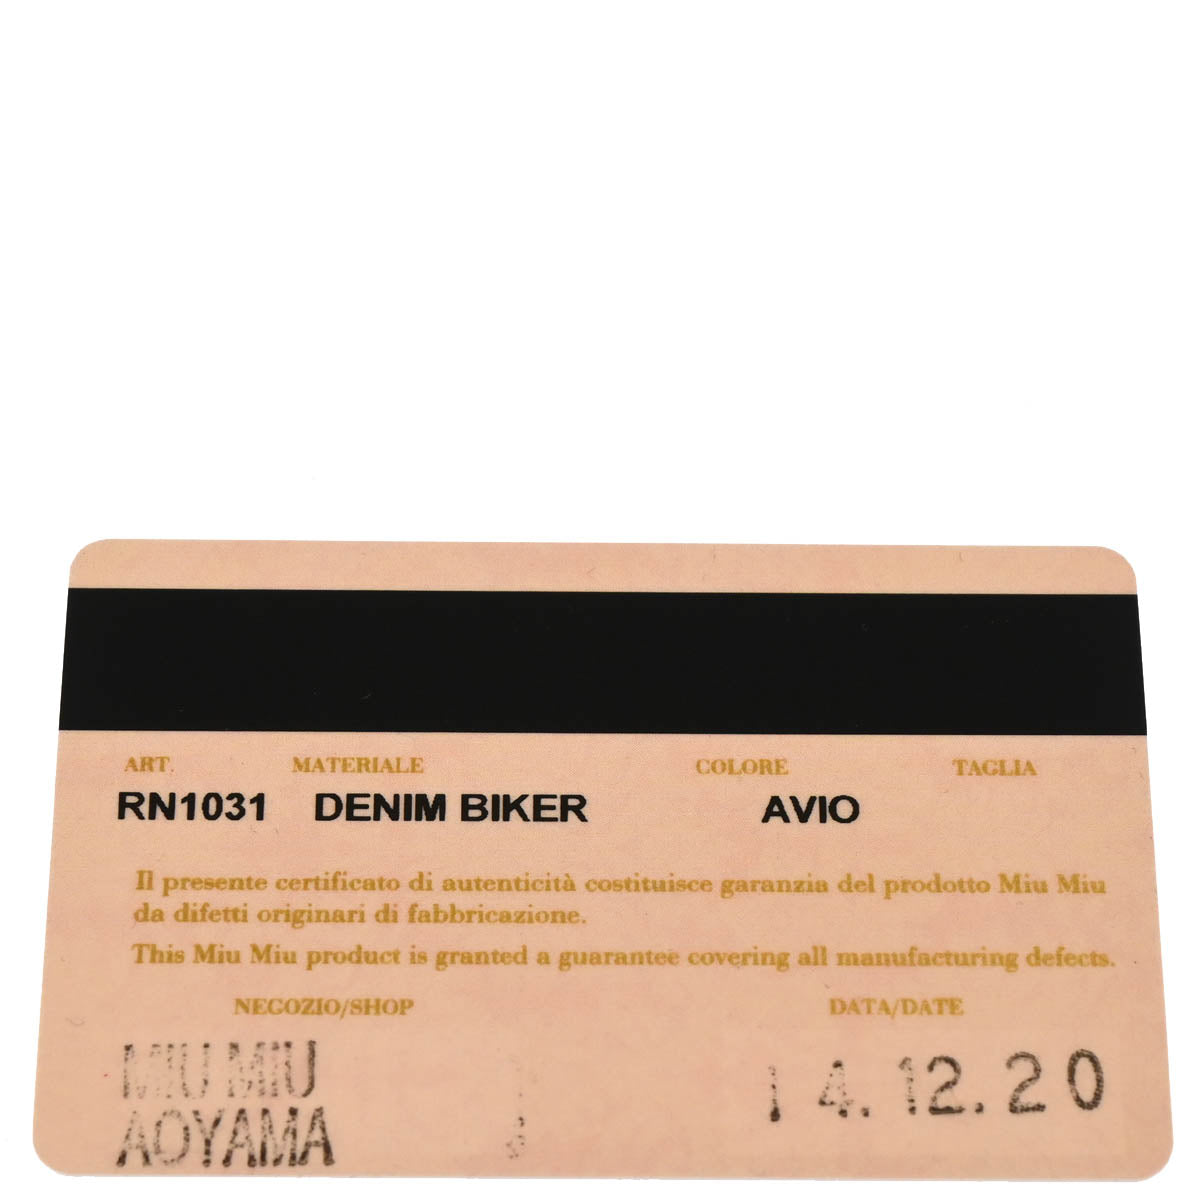 ART. MATERIALE COLORE TAGLIA
RN1031 DENIM BIKER AVIO
Il presente certificato di autenticità costituisce garanzia del prodotto Miu Miu
da difetti originari di fabbricazione.
This Miu Miu product is granted a guarantee covering all manufacturing defects.
NEGOZIO/SHOP DATA/DATE
MIU MIU 14.12.20
AOYAMA